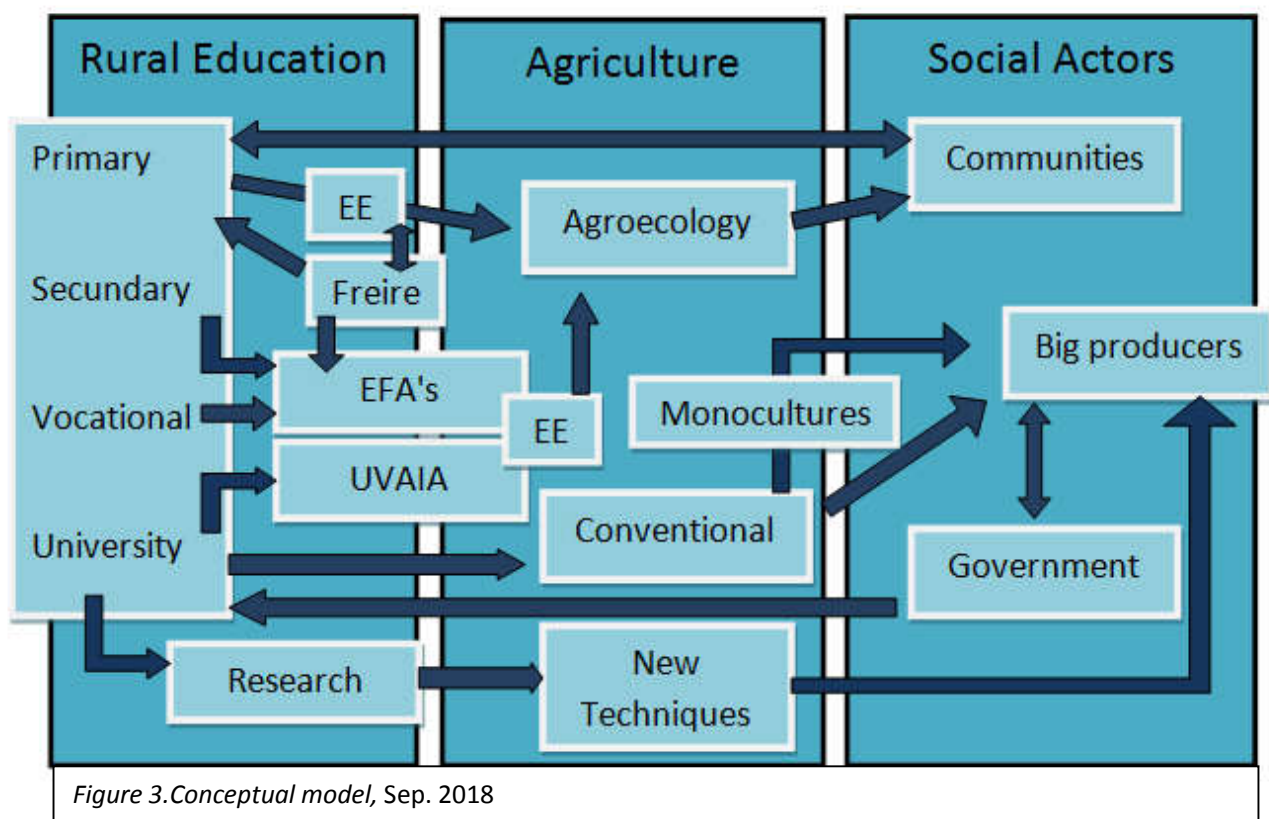 Rural Education
Agriculture
Social Actors
Primary
EE
Agroecology
Communities
Secundary
Freire
Big producers
EFA's
Vocational
EE
Monocultures
UVAIA
University
Conventional
Government
Research
New
Techniques
Figure 3.Conceptual model, Sep. 2018